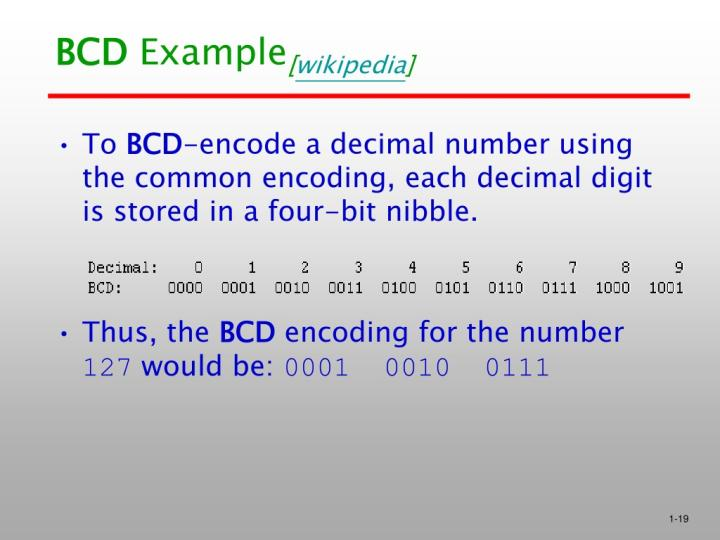 BCD Example[wikipedia]
• To BCD-encode a decimal number using
the common encoding, each decimal digit
is stored in a four-bit nibble.
Decimal: 0 1 2 3 4 5 6 7 8 9
BCD: 0000 0001 0010 0011 0100 0101 0110 0111 1000 1001
• Thus, the BCD encoding for the number
127 would be: 0001 0010 0111
1-19